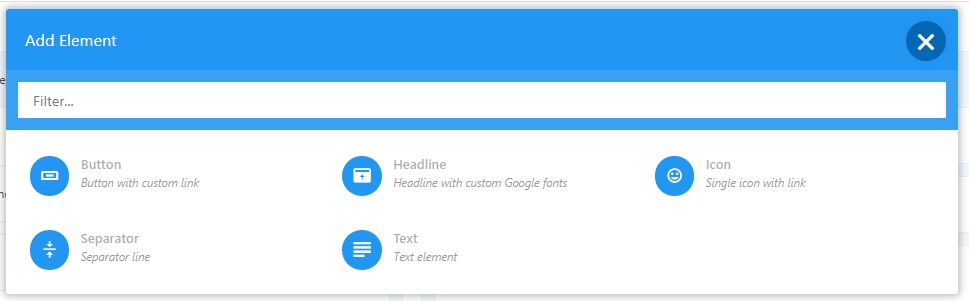 Add Element
Filter...
Button
Button with custom link
Headline
Headline with custom Google fonts
Icon
Single icon with link
Separator
Separator line
Text
Text element